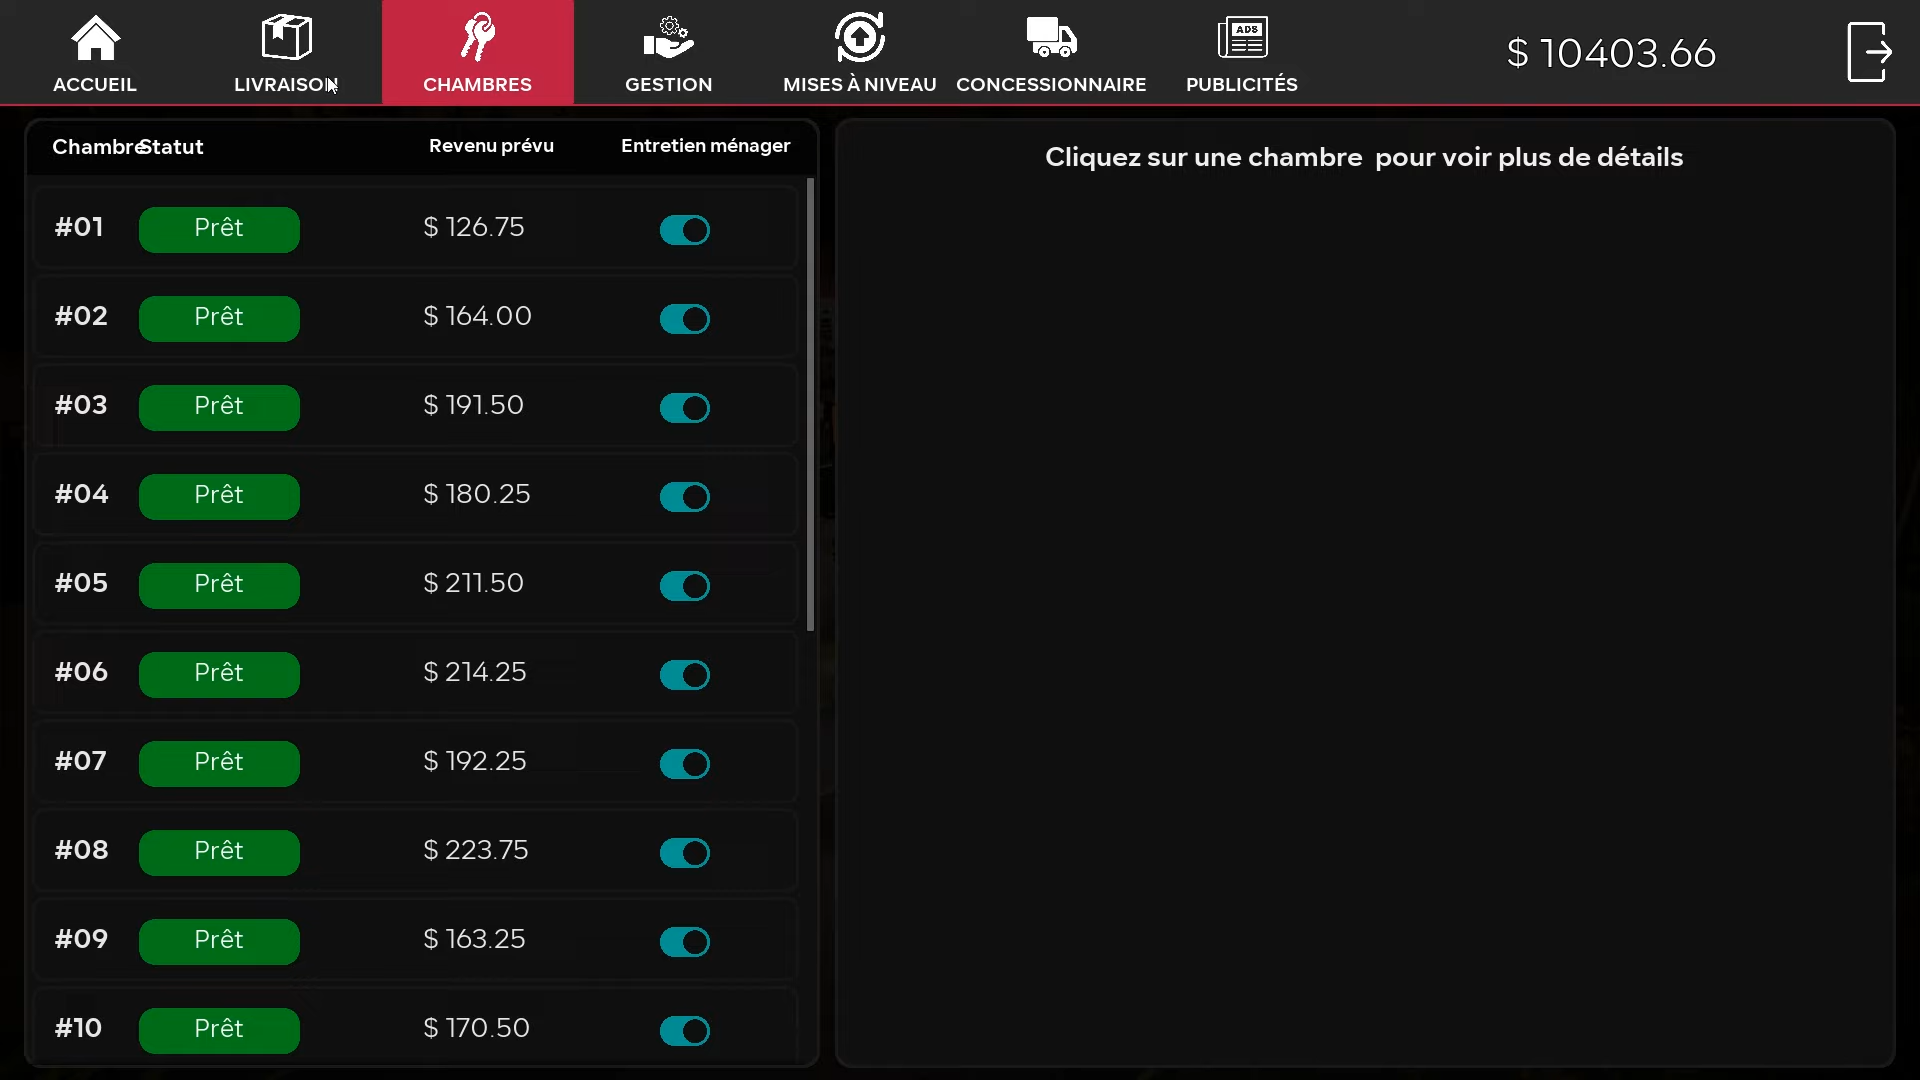 ACCUEIL
LIVRAISON
CHAMBRES
GESTION
ADS
MISES À NIVEAU
CONCESSIONNAIRE
PUBLICITÉS
$ 10403.66
Chambre Statut Revenu prévu Entretien ménager
#01 Prêt $ 126.75
#02 Prêt $ 164.00
#03 Prêt $ 191.50
#04 Prêt $ 180.25
#05 Prêt $ 211.50
#06 Prêt $ 214.25
#07 Prêt $ 192.25
#08 Prêt $ 223.75
#09 Prêt $ 163.25
#10 Prêt $ 170.50
Cliquez sur une chambre pour voir plus de détails